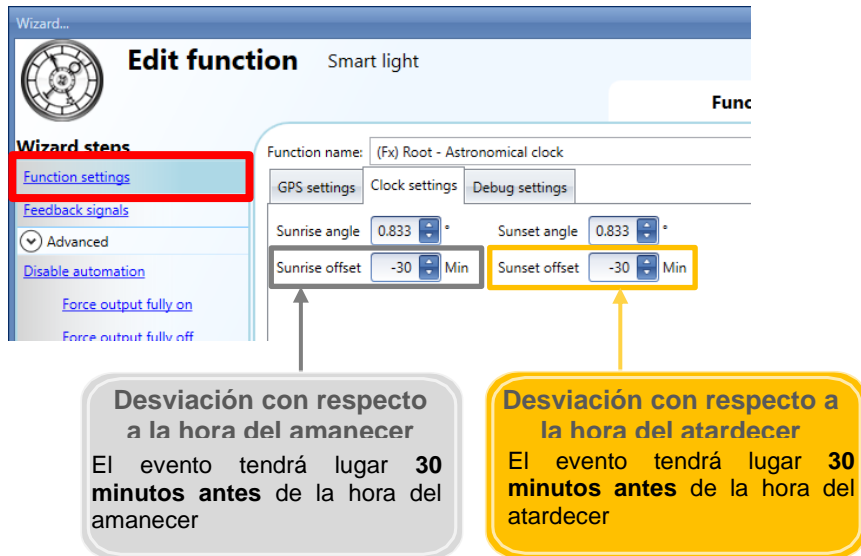 Wizard...
Edit function Smart light
Func
Wizard steps
Function name: (Fx) Root - Astronomical clock
Function settings
GPS settings Clock settings Debug settings
Feedback signals
Sunrise angle 0.833 ° Sunset angle 0.833 °
Advanced
Sunrise offset -30 Min Sunset offset -30 Min
Disable automation
Force output fully on
Force output fully off
Desviación con respecto
a la hora del amanecer
El evento tendrá lugar 30
minutos antes de la hora del
amanecer
Desviación con respecto a
la hora del atardecer
El evento tendrá lugar 30
minutos antes de la hora del
atardecer